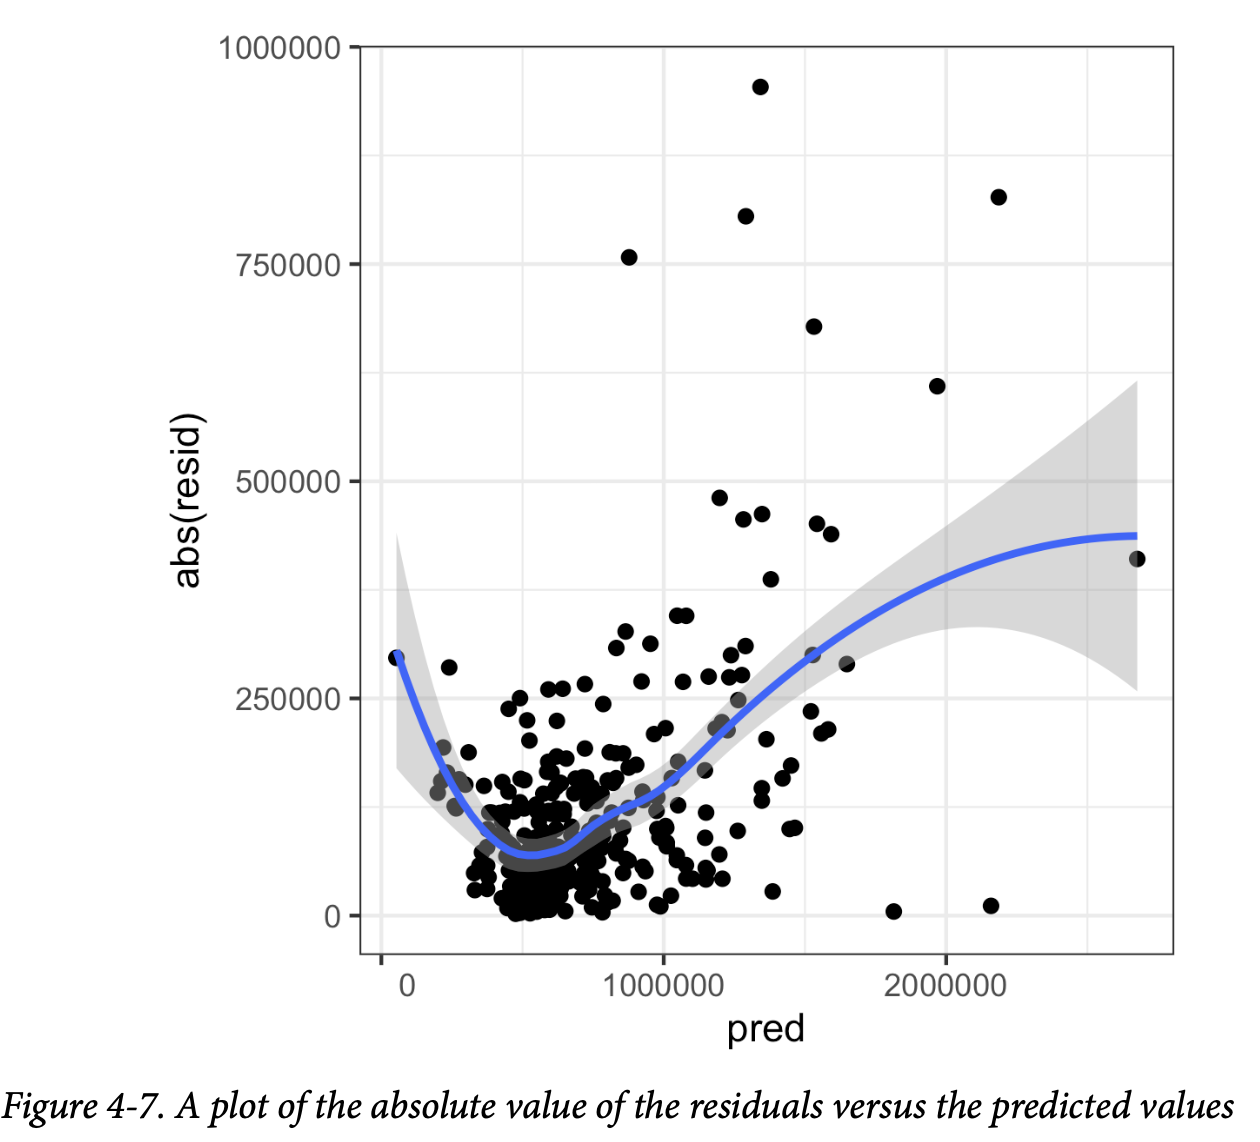 1000000
750000
500000
250000
0
abs(resid)
0 1000000 2000000
pred
Figure 4-7. A plot of the absolute value of the residuals versus the predicted values